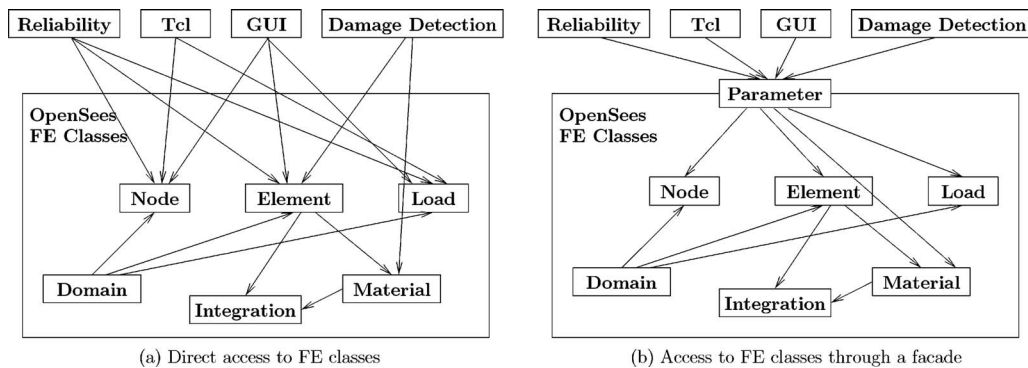 Reliability
Tcl
GUI
Damage Detection
OpenSees
FE Classes
Node
Element
Load
Domain
Integration
Material
(a) Direct access to FE classes
Reliability
Tcl
GUI
Damage Detection
Parameter
OpenSees
FE Classes
Node
Element
Load
Domain
Integration
Material
(b) Access to FE classes through a facade